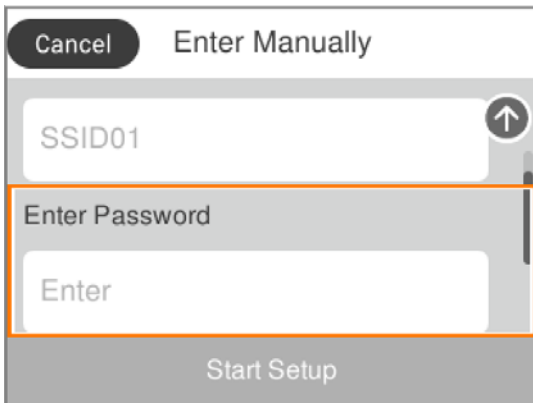 Cancel Enter Manually
SSID01
Enter Password
Enter
Start Setup